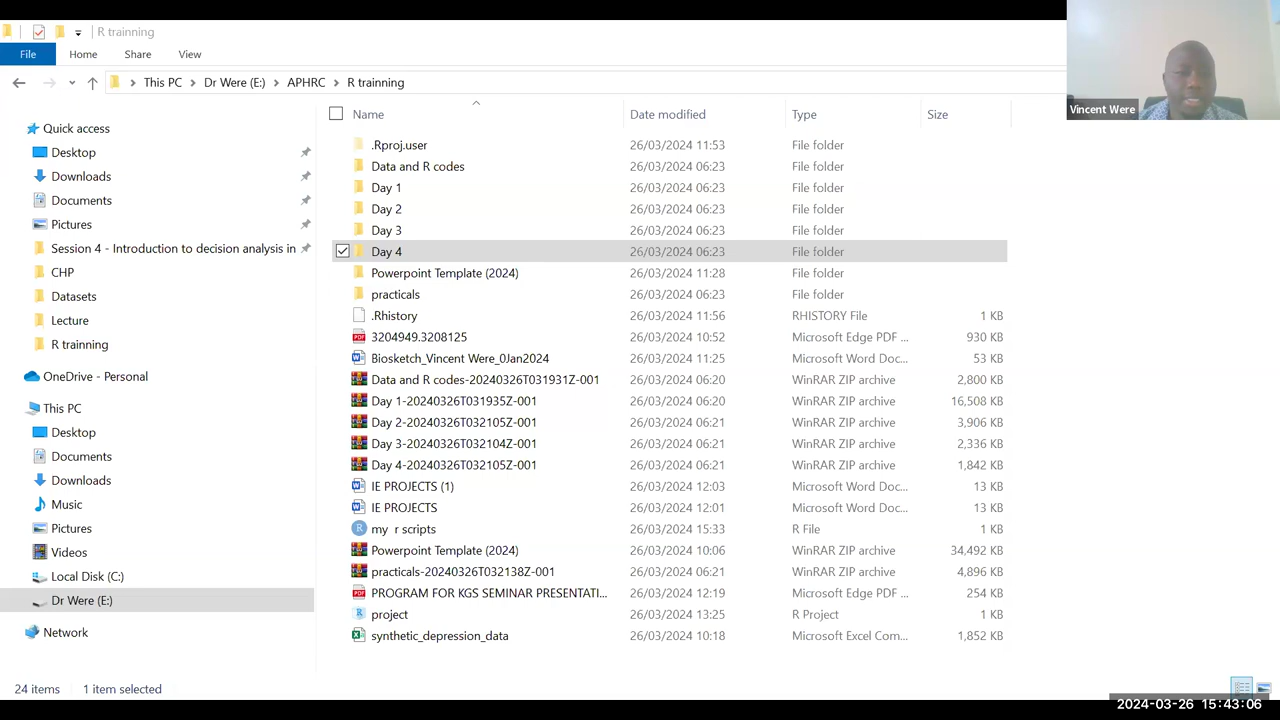 R trainning
File Home Share View
This PC Dr Were (E:) APHRC R trainning
Vincent Were
Name Date modified Type Size
Quick access
Desktop
Downloads
Documents
Pictures
Session 4 - Introduction to decision analysis in
CHP
Datasets
Lecture
R trainning
OneDrive - Personal
This PC
Desktop
Documents
Downloads
Music
Pictures
Videos
Local Disk (C:)
Dr Were (E:)
Network
.Rproj.user 26/03/2024 11:53 File folder
Data and R codes 26/03/2024 06:23 File folder
Day 1 26/03/2024 06:23 File folder
Day 2 26/03/2024 06:23 File folder
Day 3 26/03/2024 06:23 File folder
Day 4 26/03/2024 06:23 File folder
Powerpoint Template (2024) 26/03/2024 11:28 File folder
practicals 26/03/2024 06:23 File folder
.Rhistory 26/03/2024 11:56 RHISTORY File 1 KB
3204949.3208125 26/03/2024 10:52 Microsoft Edge PDF ... 930 KB
Biosketch_Vincent Were_0Jan2024 26/03/2024 11:25 Microsoft Word Doc... 53 KB
Data and R codes-20240326T031931Z-001 26/03/2024 06:20 WinRAR ZIP archive 2,800 KB
Day 1-20240326T031935Z-001 26/03/2024 06:20 WinRAR ZIP archive 16,508 KB
Day 2-20240326T032105Z-001 26/03/2024 06:21 WinRAR ZIP archive 3,906 KB
Day 3-20240326T032104Z-001 26/03/2024 06:21 WinRAR ZIP archive 2,336 KB
Day 4-20240326T032105Z-001 26/03/2024 06:21 WinRAR ZIP archive 1,842 KB
IE PROJECTS (1) 26/03/2024 12:03 Microsoft Word Doc... 13 KB
IE PROJECTS 26/03/2024 12:01 Microsoft Word Doc... 13 KB
my r scripts 26/03/2024 15:33 R File 1 KB
Powerpoint Template (2024) 26/03/2024 10:06 WinRAR ZIP archive 34,492 KB
practicals-20240326T032138Z-001 26/03/2024 06:21 WinRAR ZIP archive 4,896 KB
PROGRAM FOR KGS SEMINAR PRESENTATI... 26/03/2024 12:19 Microsoft Edge PDF ... 254 KB
project 26/03/2024 13:25 R Project 1 KB
synthetic_depression_data 26/03/2024 10:18 Microsoft Excel Com... 1,852 KB
24 items 1 item selected
2024-03-26 15:43:06